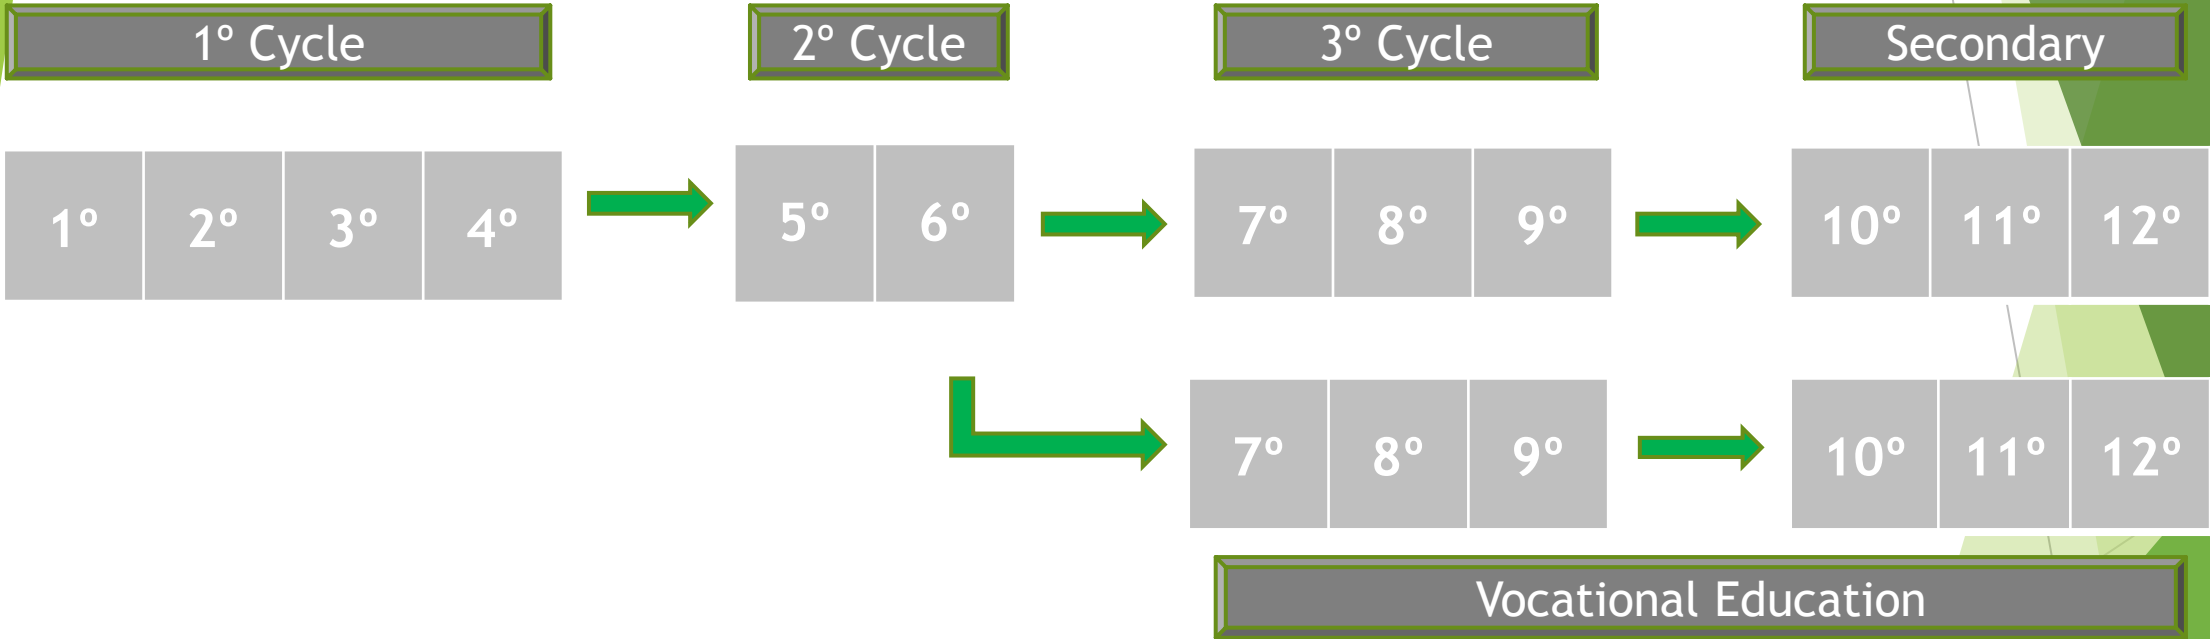 1º Cycle 2º Cycle 3º Cycle Secondary
1º 2º 3º 4º 5º 6º 7º 8º 9º 10º 11º 12º
7º 8º 9º 10º 11º 12º
Vocational Education